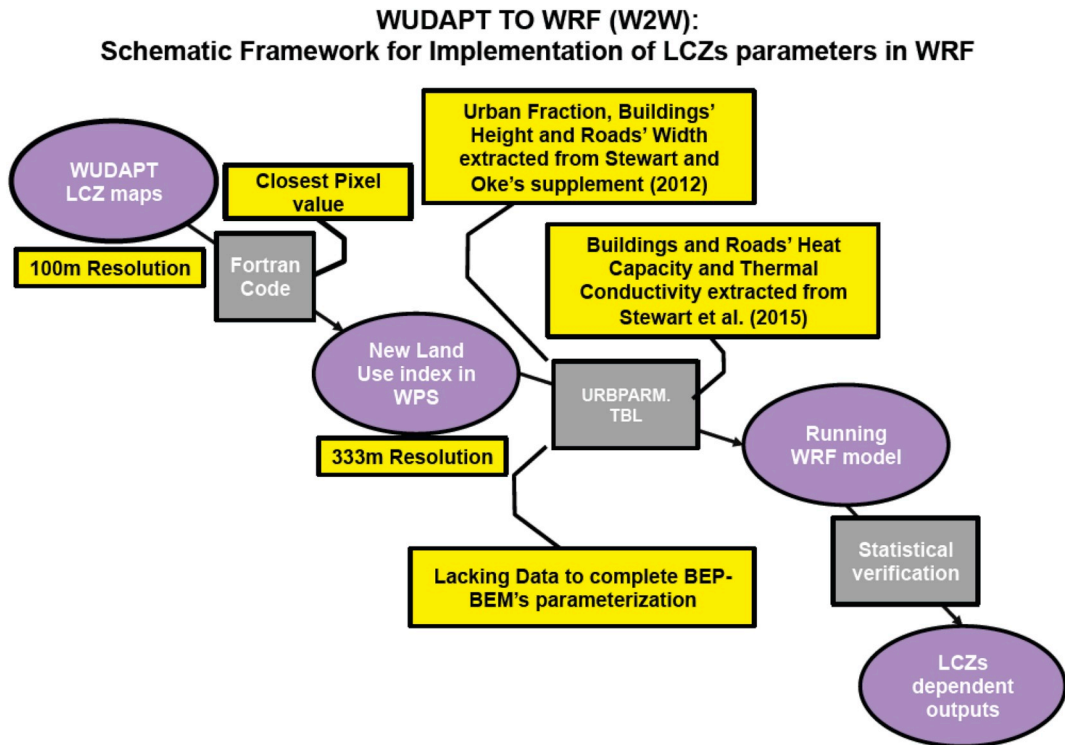 WUDAPT TO WRF (W2W):
Schematic Framework for Implementation of LCZs parameters in WRF
WUDAPT
LCZ maps
100m Resolution
Closest Pixel
value
Fortran
Code
Urban Fraction, Buildings’
Height and Roads’ Width
extracted from Stewart and
Oke’s supplement (2012)
Buildings and Roads’ Heat
Capacity and Thermal
Conductivity extracted from
Stewart et al. (2015)
New Land
Use index in
WPS
333m Resolution
URBPARM.
TBL
Running
WRF model
Lacking Data to complete BEP-
BEM’s parameterization
Statistical
verification
LCZs
dependent
outputs